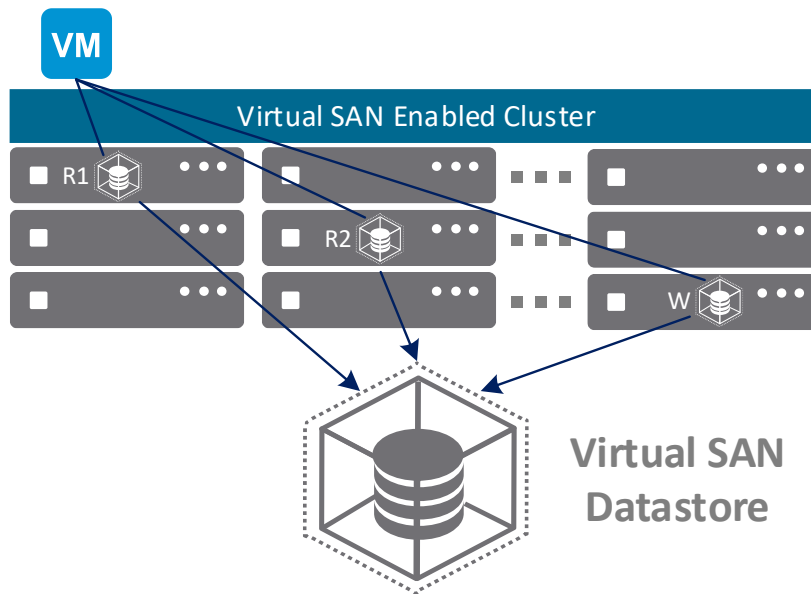 VM
Virtual SAN Enabled Cluster
R1
R2
W
Virtual SAN
Datastore